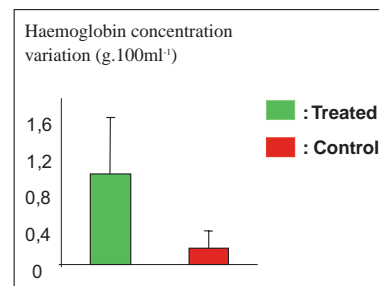 Haemoglobin concentration
variation (g.100ml⁻¹)
1,6
: Treated
1,2
: Control
0,8
0,4
0